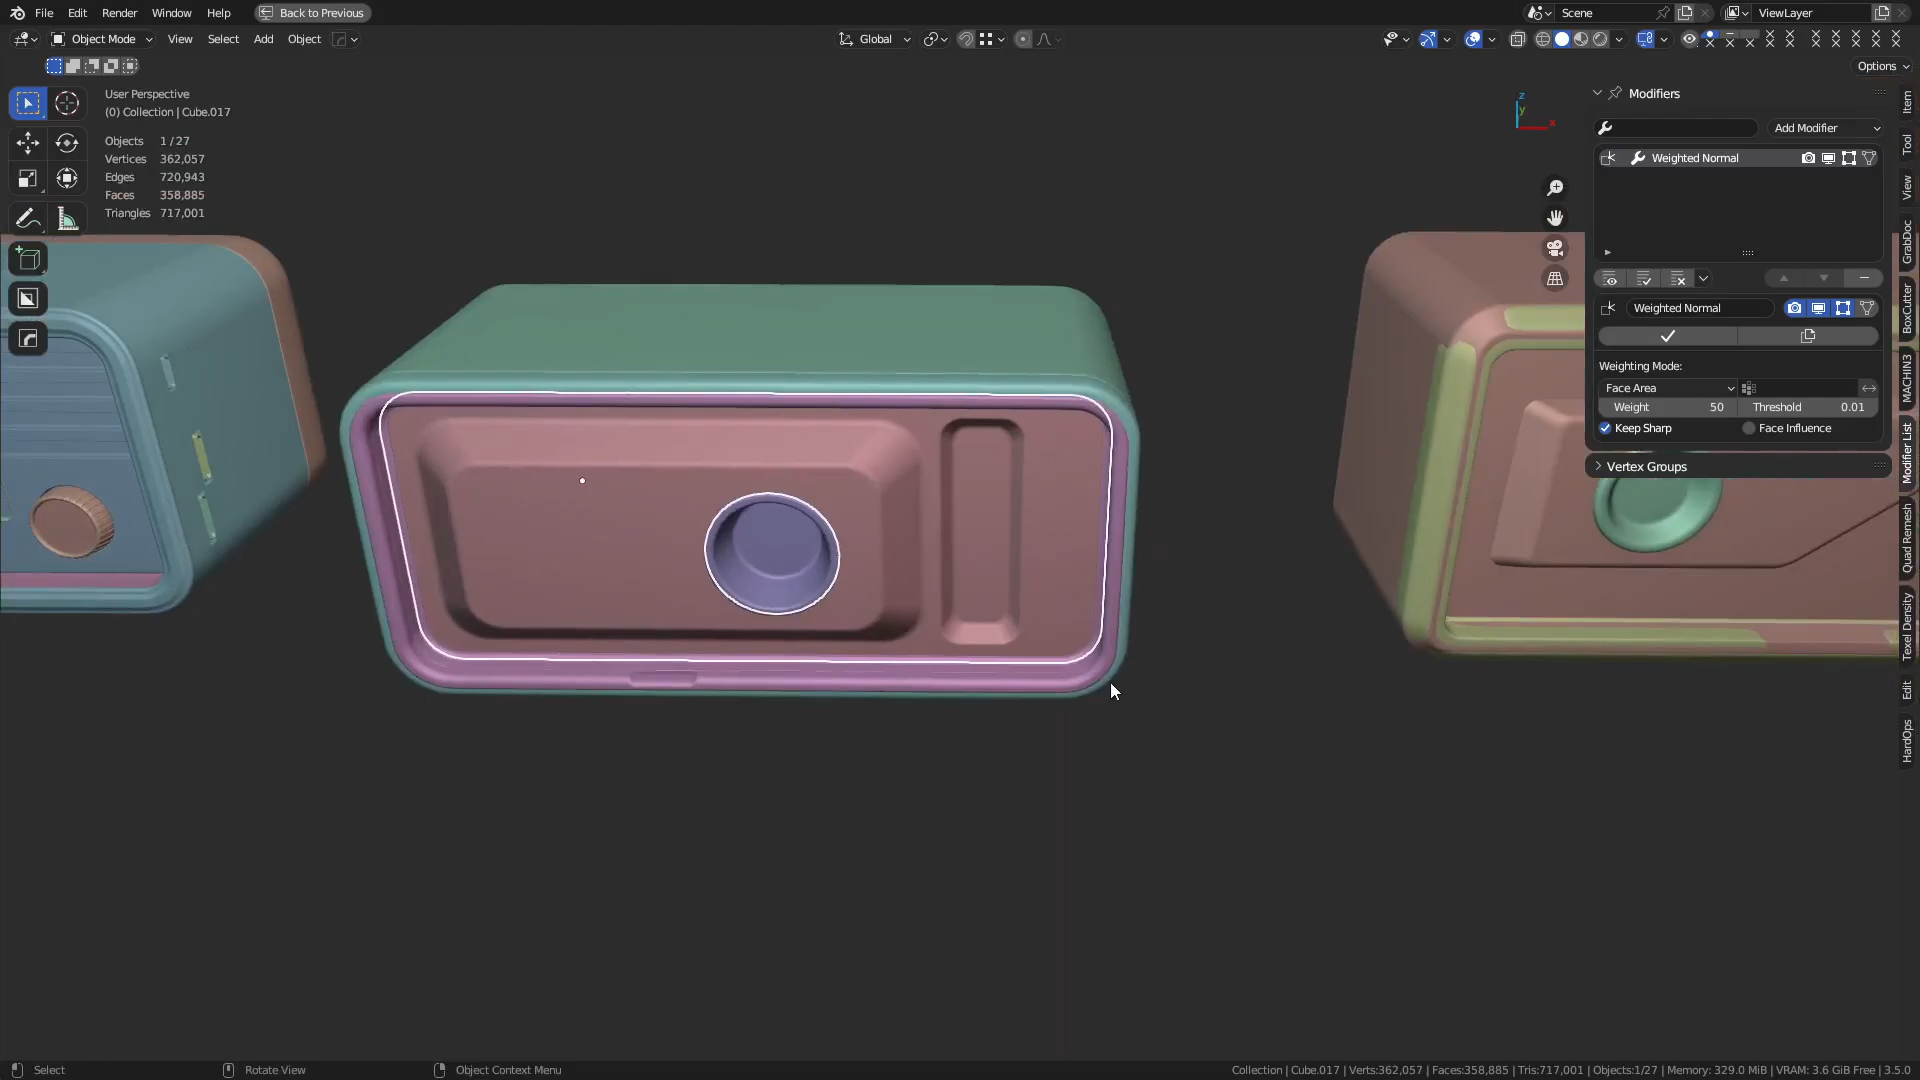 File Edit Render Window Help Back to Previous Scene ViewLayer
Object Mode View Select Add Object Global
Options
User Perspective
(0) Collection | Cube.017
Objects 1 / 27
Vertices 362,057
Edges 720,943
Faces 358,885
Triangles 717,001
z
y
x
Modifiers
Add Modifier
Weighted Normal
Weighted Normal
Weighting Mode:
Face Area
Weight 50 Threshold 0.01
Keep Sharp Face Influence
Vertex Groups
Item
Tool
View
GrabDoc
BoxCutter
MACHIN3
Modifier List
Quad Remesh
Texel Density
Edit
HardOps
Select Rotate View Object Context Menu Collection | Cube.017 | Verts:362,057 | Faces:358,885 | Tris:717,001 | Objects:1/27 | Memory: 329.0 MiB | VRAM: 3.6 GiB Free | 3.5.0